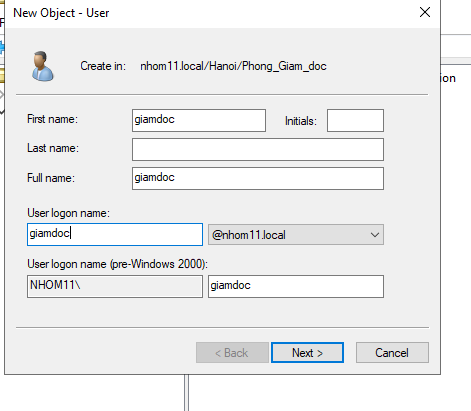 New Object - User
Create in: nhom11.local/Hanoi/Phong_Giam_doc
First name: giamdoc Initials:
Last name:
Full name: giamdoc
User logon name:
giamdoc @nhom11.local
User logon name (pre-Windows 2000):
NHOM11\ giamdoc
< Back Next > Cancel